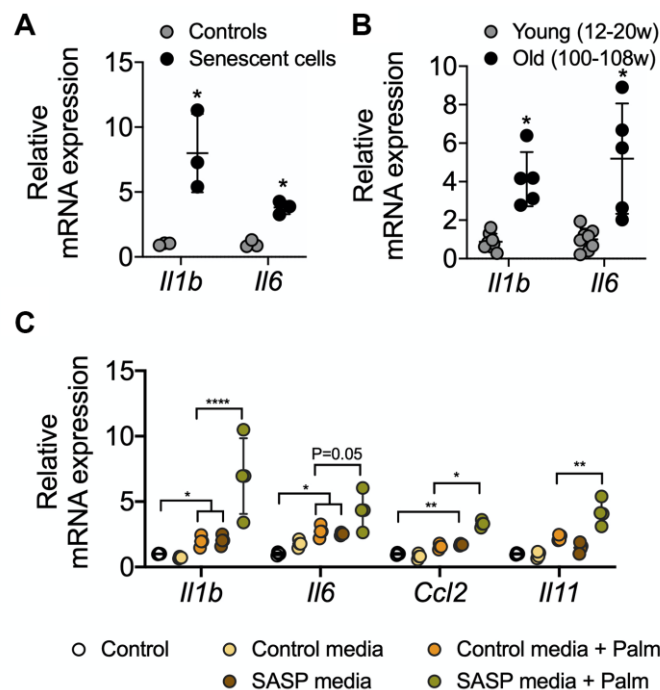 A
Controls
Senescent cells
Relative
mRNA expression
15
10
5
0
*
*
Il1b
Il6
B
Young (12-20w)
Old (100-108w)
Relative
mRNA expression
10
8
6
4
2
0
*
*
Il1b
Il6
C
Relative
mRNA expression
15
10
5
0
****
*
P=0.05
*
*
**
**
Il1b
Il6
Ccl2
Il11
Control
Control media
Control media + Palm
SASP media
SASP media + Palm